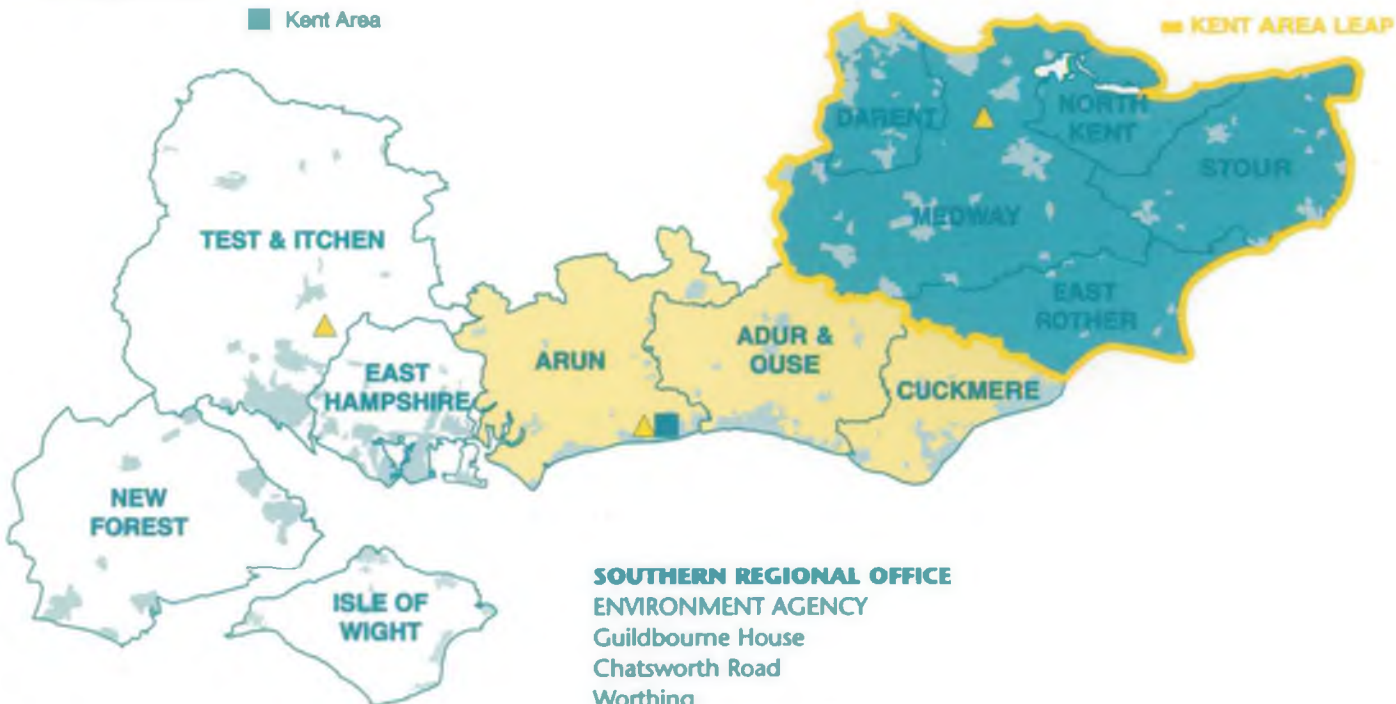 Kent Area
KENT AREA LEAP
DARENT
NORTH
KENT
STOUR
MEDWAY
TEST & ITCHEN
EAST
ROTHER
ADUR &
OUSE
ARUN
EAST
HAMPSHIRE
CUCKMERE
NEW
FOREST
ISLE OF
WIGHT
SOUTHERN REGIONAL OFFICE
ENVIRONMENT AGENCY
Guildbourne House
Chatsworth Road
Worthing